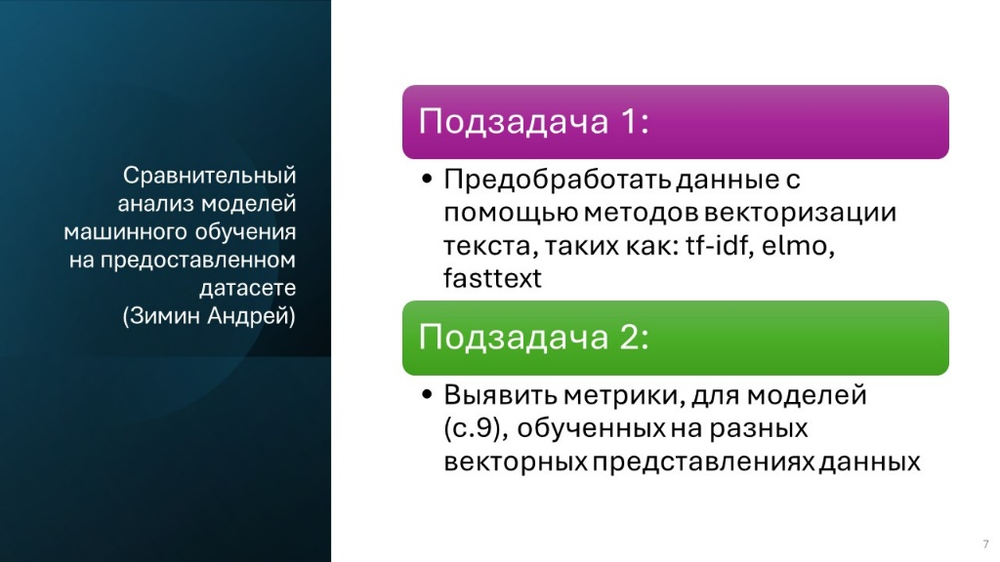 Сравнительный
анализ моделей
машинного обучения
на предоставленном
датасете
(Зимин Андрей)
Подзадача 1:
• Предобработать данные с
помощью методов векторизации
текста, таких как: tf-idf, elmo,
fasttext
Подзадача 2:
• Выявить метрики, для моделей
(с.9), обученных на разных
векторных представлениях данных
7